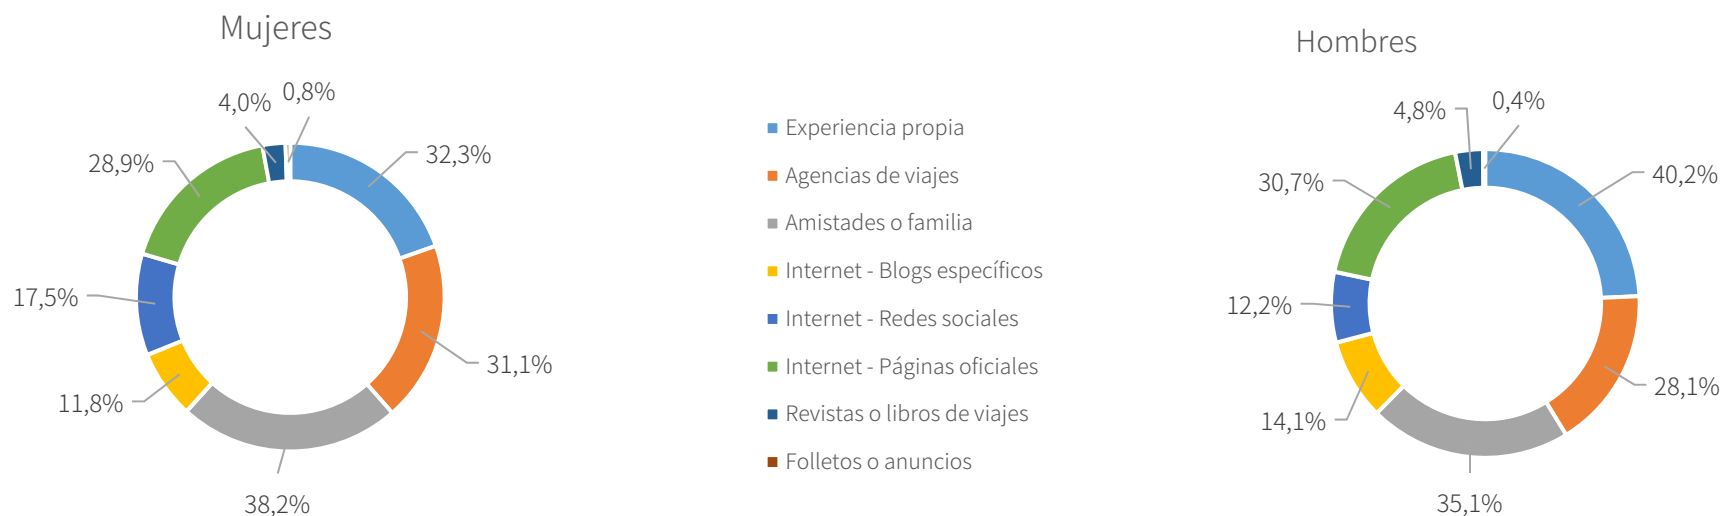 Mujeres
0,8%
4,0%
32,3%
28,9%
17,5%
31,1%
11,8%
38,2%
Experiencia propia
Agencias de viajes
Amistades o familia
Internet - Blogs específicos
Internet - Redes sociales
Internet - Páginas oficiales
Revistas o libros de viajes
Folletos o anuncios
Hombres
0,4%
4,8%
40,2%
30,7%
12,2%
28,1%
14,1%
35,1%